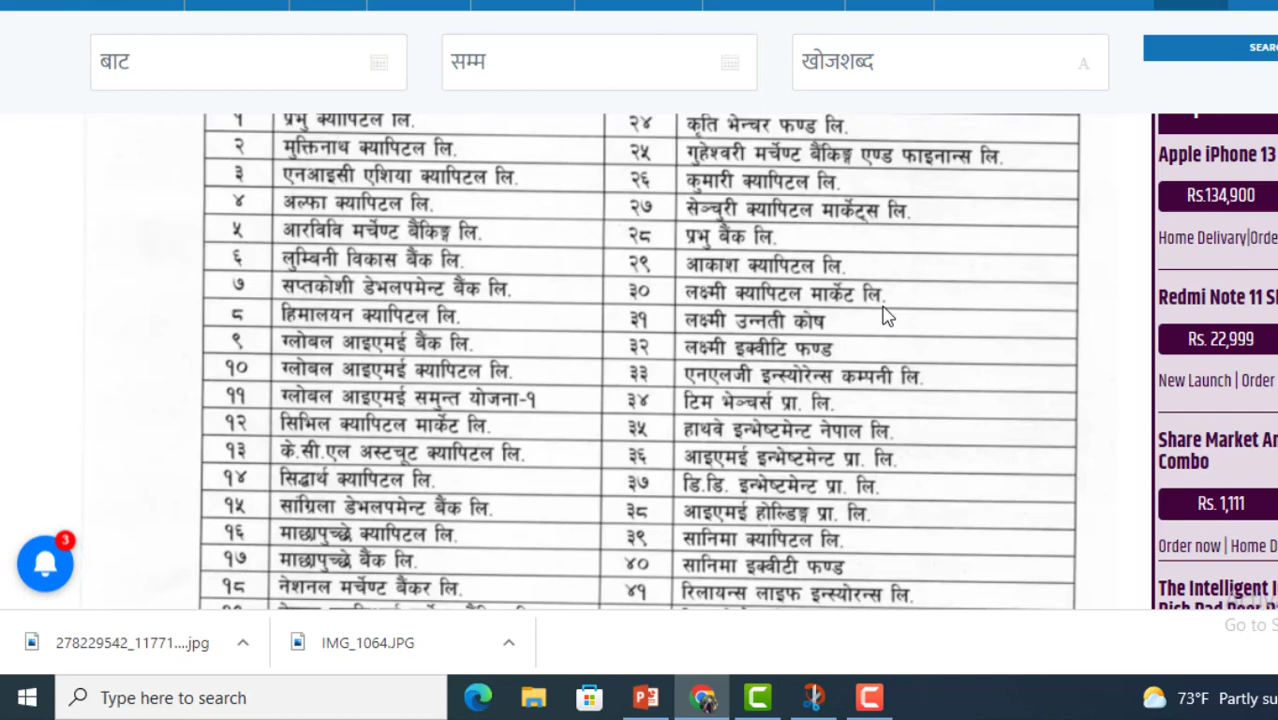 बाट
सम्म
खोजशब्द
SEAR
१ प्रभु क्यापिटल लि. २४ कृति भेन्चर फण्ड लि.
२ मुक्तिनाथ क्यापिटल लि. २५ गुहेश्वरी मर्चेण्ट बैकिङ्ग एण्ड फाइनान्स लि.
३ एनआइसी एशिया क्यापिटल लि. २६ कुमारी क्यापिटल लि.
४ अल्फा क्यापिटल लि. २७ सेञ्चुरी क्यापिटल मार्केट्स लि.
५ आरविवि मर्चेण्ट बैकिङ्ग लि. २८ प्रभु बैंक लि.
६ लुम्बिनी विकास बैंक लि. २९ आकाश क्यापिटल लि.
७ सप्तकोशी डेभलपमेन्ट बैंक लि. ३० लक्ष्मी क्यापिटल मार्केट लि.
८ हिमालयन क्यापिटल लि. ३१ लक्ष्मी उन्नती कोष
९ ग्लोबल आइएमई बैंक लि. ३२ लक्ष्मी इक्वीटि फण्ड
१० ग्लोबल आइएमई क्यापिटल लि. ३३ एनएलजी इन्स्योरेन्स कम्पनी लि.
११ ग्लोबल आइएमई समुन्त योजना-१ ३४ टिम भेञ्चर्स प्रा. लि.
१२ सिभिल क्यापिटल मार्केट लि. ३५ हाथवे इन्भेष्टमेन्ट नेपाल लि.
१३ के.सी.एल अस्टचूट क्यापिटल लि. ३६ आइएमई इन्भेष्टमेन्ट प्रा. लि.
१४ सिद्धार्थ क्यापिटल लि. ३७ डि.डि. इन्भेष्टमेन्ट प्रा. लि.
१५ सांग्रिला डेभलपमेन्ट बैंक लि. ३८ आइएमई होल्डिङ्ग प्रा. लि.
१६ माछापुच्छ्रे क्यापिटल लि. ३९ सानिमा क्यापिटल लि.
१७ माछापुच्छ्रे बैंक लि. ४० सानिमा इक्वीटी फण्ड
१८ नेशनल मर्चेण्ट बैंकर लि. ४१ रिलायन्स लाइफ इन्स्योरन्स लि.
Apple iPhone 13
Rs.134,900
Home Delivary|Orde
Redmi Note 11 S
Rs. 22,999
New Launch | Order
Share Market An
Combo
Rs. 1,111
Order now | Home D
The Intelligent I
Rich Dad Poor D
Go to S
3
278229542_11771....jpg
IMG_1064.JPG
Type here to search
73°F Partly su